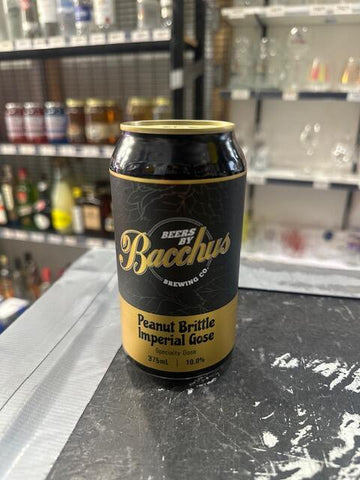 BEERS
BY
Bacchus
BREWING CO.
Peanut Brittle
Imperial Gose
Specialty Gose
375mL | 10.0%